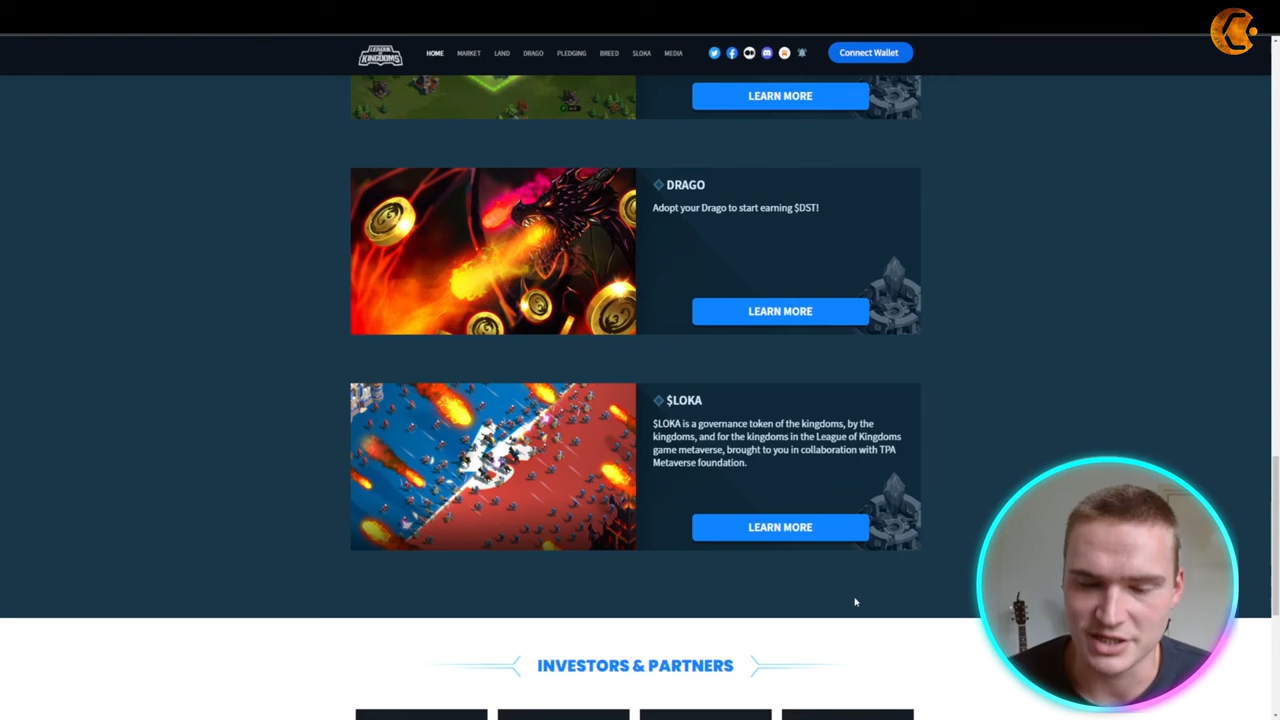 LEAGUE OF
KINGDOMS
HOME MARKET LAND DRAGO PLEDGING BREED $LOKA MEDIA
Connect Wallet
LEARN MORE
DRAGO
Adopt your Drago to start earning $DST!
LEARN MORE
$LOKA
$LOKA is a governance token of the kingdoms, by the
kingdoms, and for the kingdoms in the League of Kingdoms
game metaverse, brought to you in collaboration with TPA
Metaverse foundation.
LEARN MORE
INVESTORS & PARTNERS